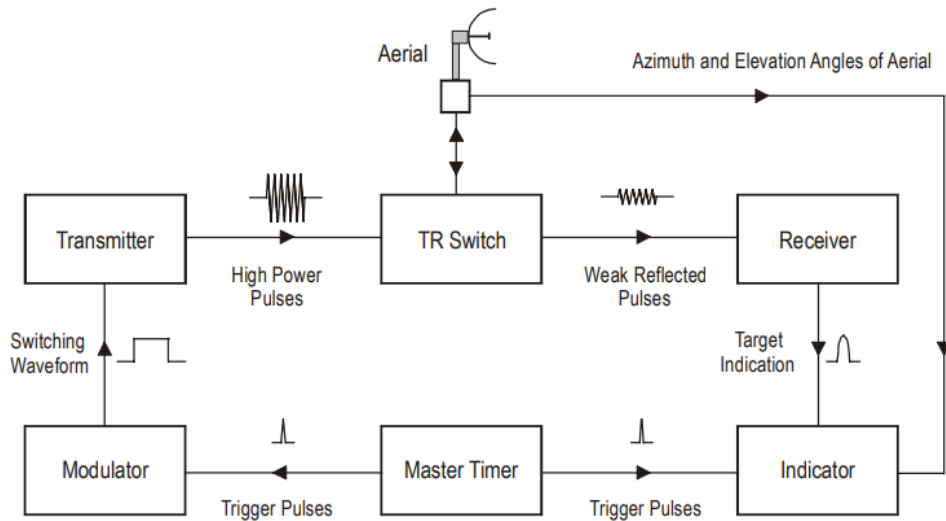 Aerial
Azimuth and Elevation Angles of Aerial
Transmitter
TR Switch
Receiver
High Power
Pulses
Weak Reflected
Pulses
Switching
Waveform
Target
Indication
Modulator
Master Timer
Indicator
Trigger Pulses
Trigger Pulses